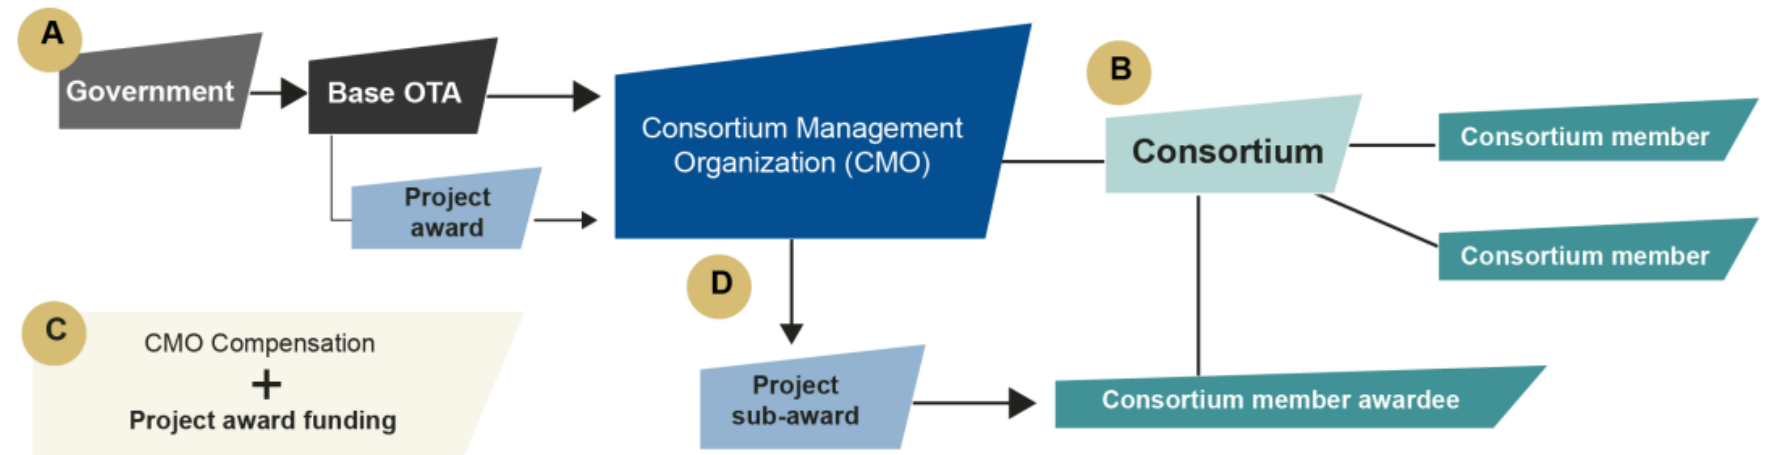 A
Government
Base OTA
Project
award
Consortium Management
Organization (CMO)
B
Consortium
Consortium member
Consortium member
C
CMO Compensation
+
Project award funding
D
Project
sub-award
Consortium member awardee